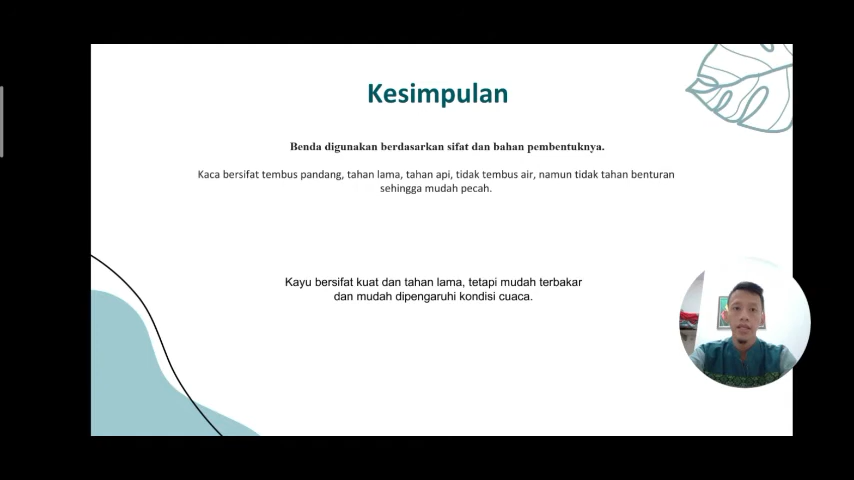 Kesimpulan
Benda digunakan berdasarkan sifat dan bahan pembentuknya.
Kaca bersifat tembus pandang, tahan lama, tahan api, tidak tembus air, namun tidak tahan benturan
sehingga mudah pecah.
Kayu bersifat kuat dan tahan lama, tetapi mudah terbakar
dan mudah dipengaruhi kondisi cuaca.